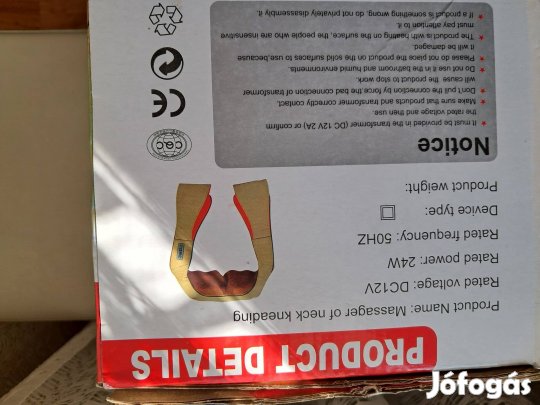 PRODUCT DETAILS
Product Name: Massager of neck kneading
Rated voltage: DC12V
Rated power: 24W
Rated frequency: 50HZ
Device type:
Product weight:
Notice
★ It must be in the provided transformer (DC 12V 2A) or confirm
the rated voltage and power, and then use.
★ Make sure that products and transformer correctly contact.
★ Don't pull the connection by force,for the bad connection of transformer
will cause the product to stop work.
★ Do not use it in the bathroom and humid environments.
★ Please do not place the product on the solid surfaces to use,because
it will be damaged.
★ The product is with heating on the surface, the people who are insensitive
must pay attention to it.
★ If a product is something wrong, do not privately disassembly it.
CQC
CE
Jófogás